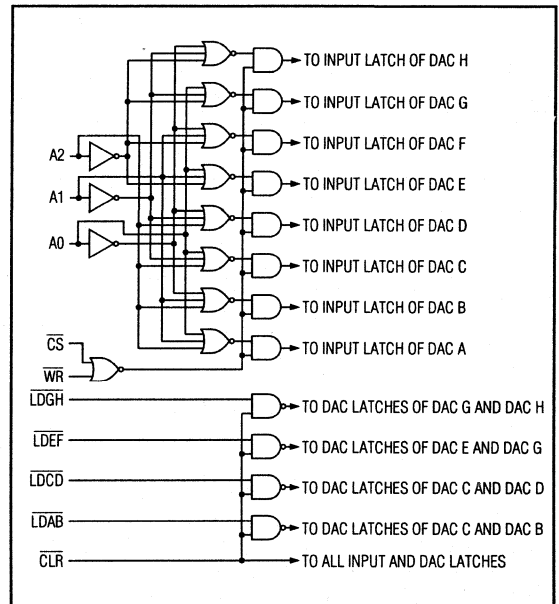 TO INPUT LATCH OF DAC H
TO INPUT LATCH OF DAC G
TO INPUT LATCH OF DAC F
A2
TO INPUT LATCH OF DAC E
A1
TO INPUT LATCH OF DAC D
A0
TO INPUT LATCH OF DAC C
TO INPUT LATCH OF DAC B
CS
TO INPUT LATCH OF DAC A
WR
LDGH
TO DAC LATCHES OF DAC G AND DAC H
LDEF
TO DAC LATCHES OF DAC E AND DAC G
LDCD
TO DAC LATCHES OF DAC C AND DAC D
LDAB
TO DAC LATCHES OF DAC C AND DAC B
CLR
TO ALL INPUT AND DAC LATCHES